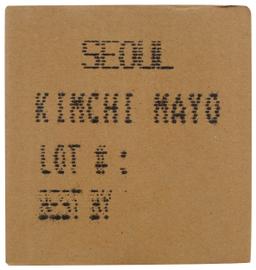 SEOUL
KIMCHI MAYO
LOT #:
BEST BY